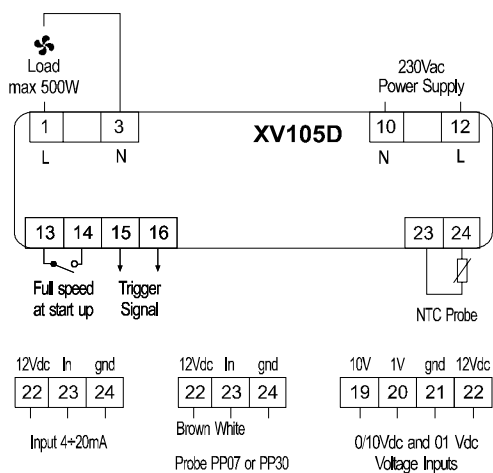 Load
max 500W
230Vac
Power Supply
1 3 XV105D 10 12
L N N L
13 14 15 16 23 24
Full speed
at start up
Trigger
Signal
NTC Probe
12Vdc In gnd
22 23 24
Input 4÷20mA
12Vdc In gnd
22 23 24
Brown White
Probe PP07 or PP30
10V 1V gnd 12Vdc
19 20 21 22
0/10Vdc and 01 Vdc
Voltage Inputs